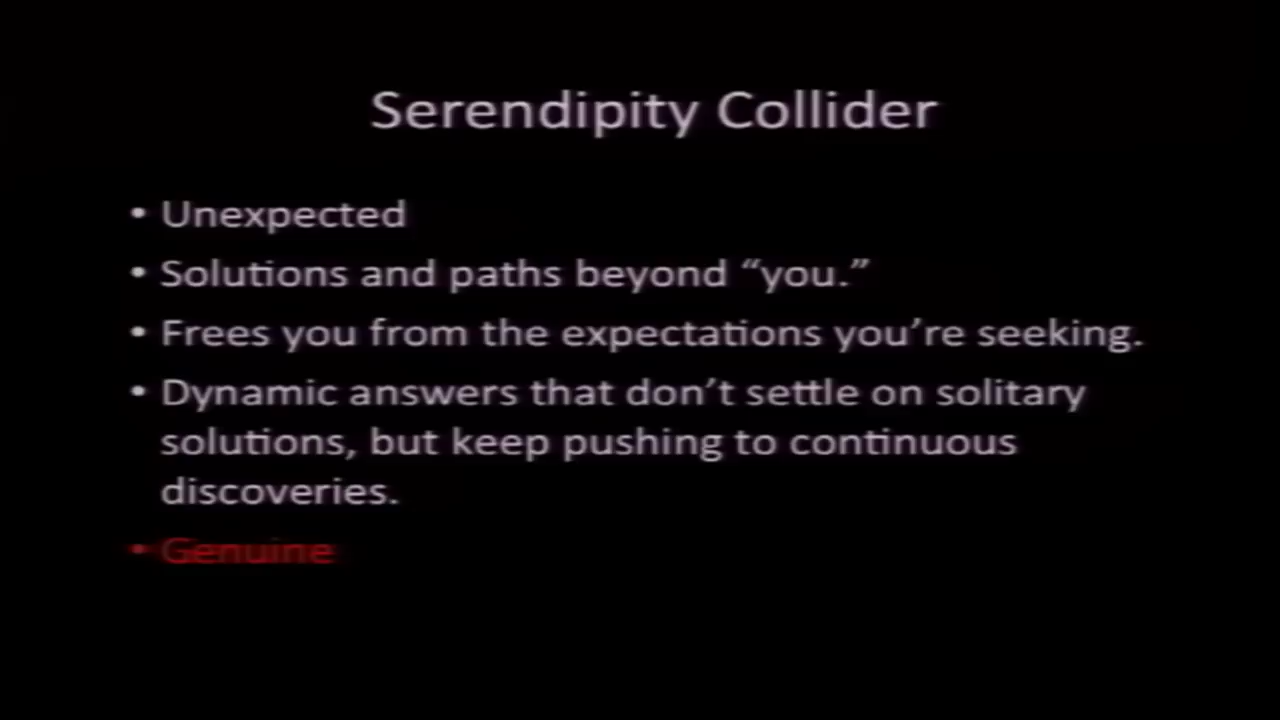 Serendipity Collider
• Unexpected
• Solutions and paths beyond “you.”
• Frees you from the expectations you’re seeking.
• Dynamic answers that don’t settle on solitary
solutions, but keep pushing to continuous
discoveries.
• Genuine